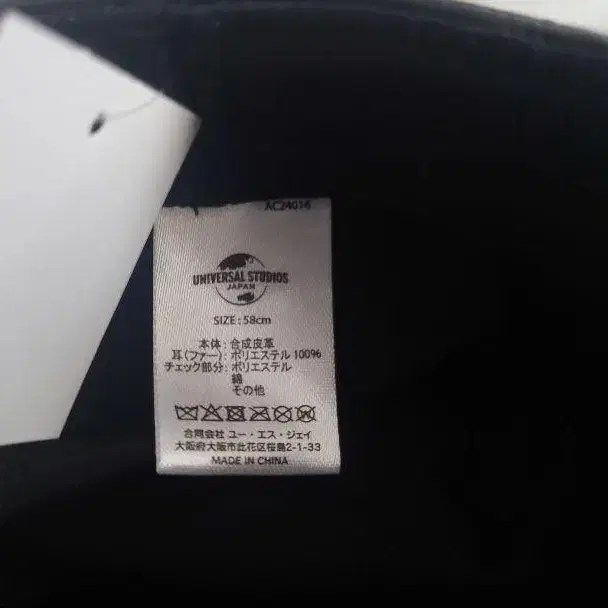 AC24016
UNIVERSAL STUDIOS
JAPAN
SIZE : 58cm
本体 : 合成皮革
耳(ファー) : ポリエステル 100%
チェック部分 : ポリエステル
綿
その他
合同会社 ユー・エス・ジェイ
大阪府大阪市此花区桜島2-1-33
MADE IN CHINA